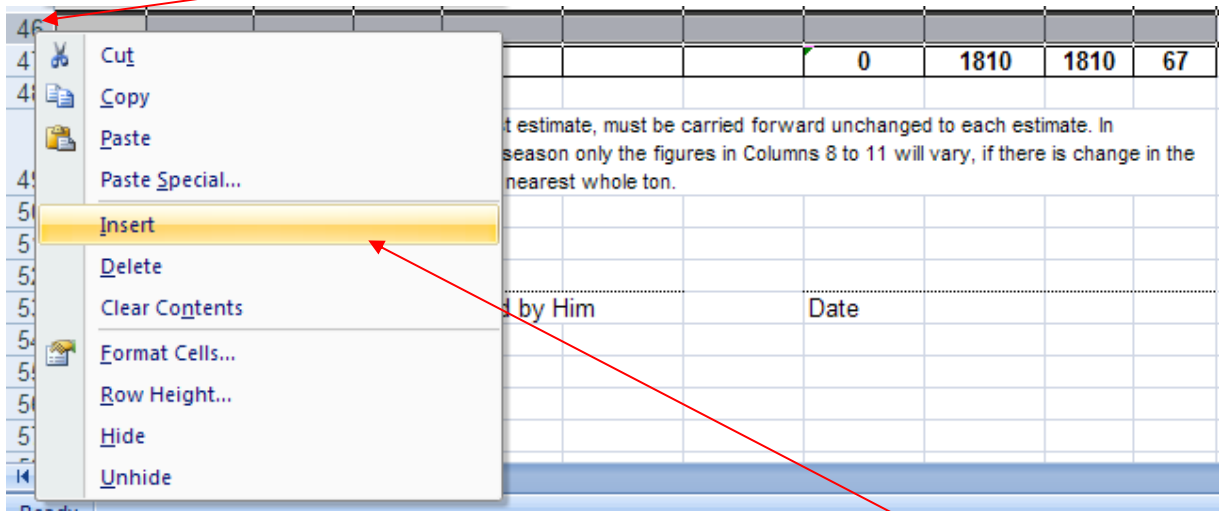 46
Cut
0 1810 1810 67
Copy
Paste
t estimate, must be carried forward unchanged to each estimate. In
season only the figures in Columns 8 to 11 will vary, if there is change in the
Paste Special...
nearest whole ton.
Insert
Delete
Clear Contents
d by Him Date
Format Cells...
Row Height...
Hide
Unhide